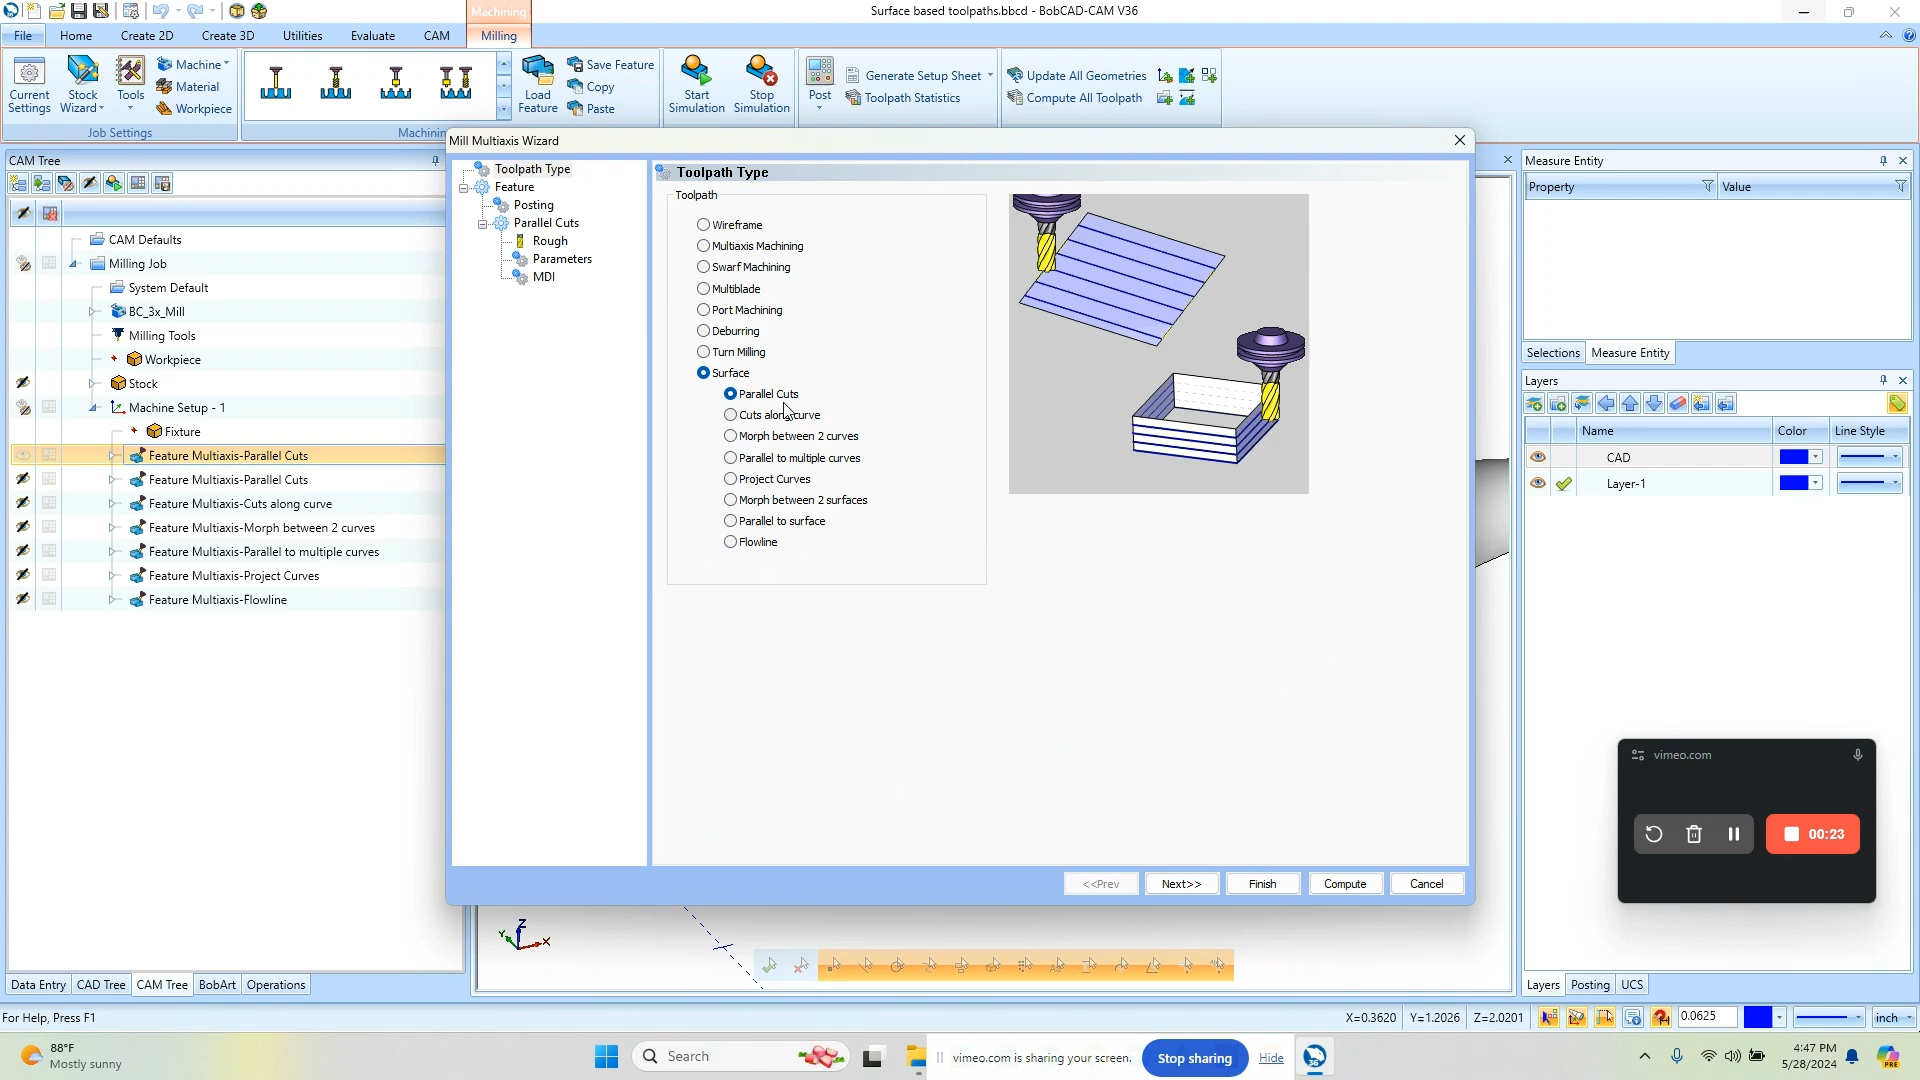 Machining
Surface based toolpaths.bbcd - BobCAD-CAM V36
File Home Create 2D Create 3D Utilities Evaluate CAM Milling
Current Settings
Stock Wizard
Tools
Machine
Material
Workpiece
Job Settings
Machinin
Load Feature
Save Feature
Copy
Paste
Start Simulation
Stop Simulation
Post
Generate Setup Sheet
Toolpath Statistics
Update All Geometries
Compute All Toolpath
CAM Tree
CAM Defaults
Milling Job
System Default
BC_3x_Mill
Milling Tools
Workpiece
Stock
Machine Setup - 1
Fixture
Feature Multiaxis-Parallel Cuts
Feature Multiaxis-Parallel Cuts
Feature Multiaxis-Cuts along curve
Feature Multiaxis-Morph between 2 curves
Feature Multiaxis-Parallel to multiple curves
Feature Multiaxis-Project Curves
Feature Multiaxis-Flowline
Data Entry CAD Tree CAM Tree BobArt Operations
Mill Multiaxis Wizard
Toolpath Type
Feature
Posting
Parallel Cuts
Rough
Parameters
MDI
Toolpath Type
Toolpath
Wireframe
Multiaxis Machining
Swarf Machining
Multiblade
Port Machining
Deburring
Turn Milling
Surface
Parallel Cuts
Cuts along curve
Morph between 2 curves
Parallel to multiple curves
Project Curves
Morph between 2 surfaces
Parallel to surface
Flowline
<<Prev Next>> Finish Compute Cancel
Z
Y
X
Measure Entity
Property Value
Selections Measure Entity
Layers
Name Color Line Style
CAD
Layer-1
vimeo.com
00:23
Layers Posting UCS
For Help, Press F1
X=0.3620 Y=1.2026 Z=2.0201
0.0625
inch
88°F
Mostly sunny
Search
vimeo.com is sharing your screen.
Stop sharing
Hide
4:47 PM
5/28/2024
PRE